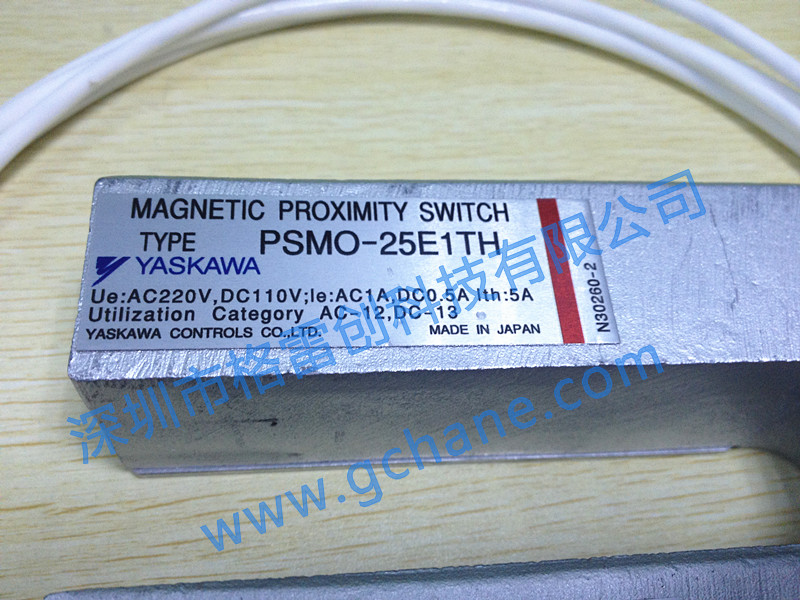 MAGNETIC PROXIMITY SWITCH
TYPE PSMO-25E1TH
YASKAWA
Ue:AC220V,DC110V;Ie:AC1A,DC0.5A Ith:5A
Utilization Category AC-12,DC-13
YASKAWA CONTROLS CO.,LTD. MADE IN JAPAN
N30260-2
深圳市格雷创科技有限公司
www.gchane.com